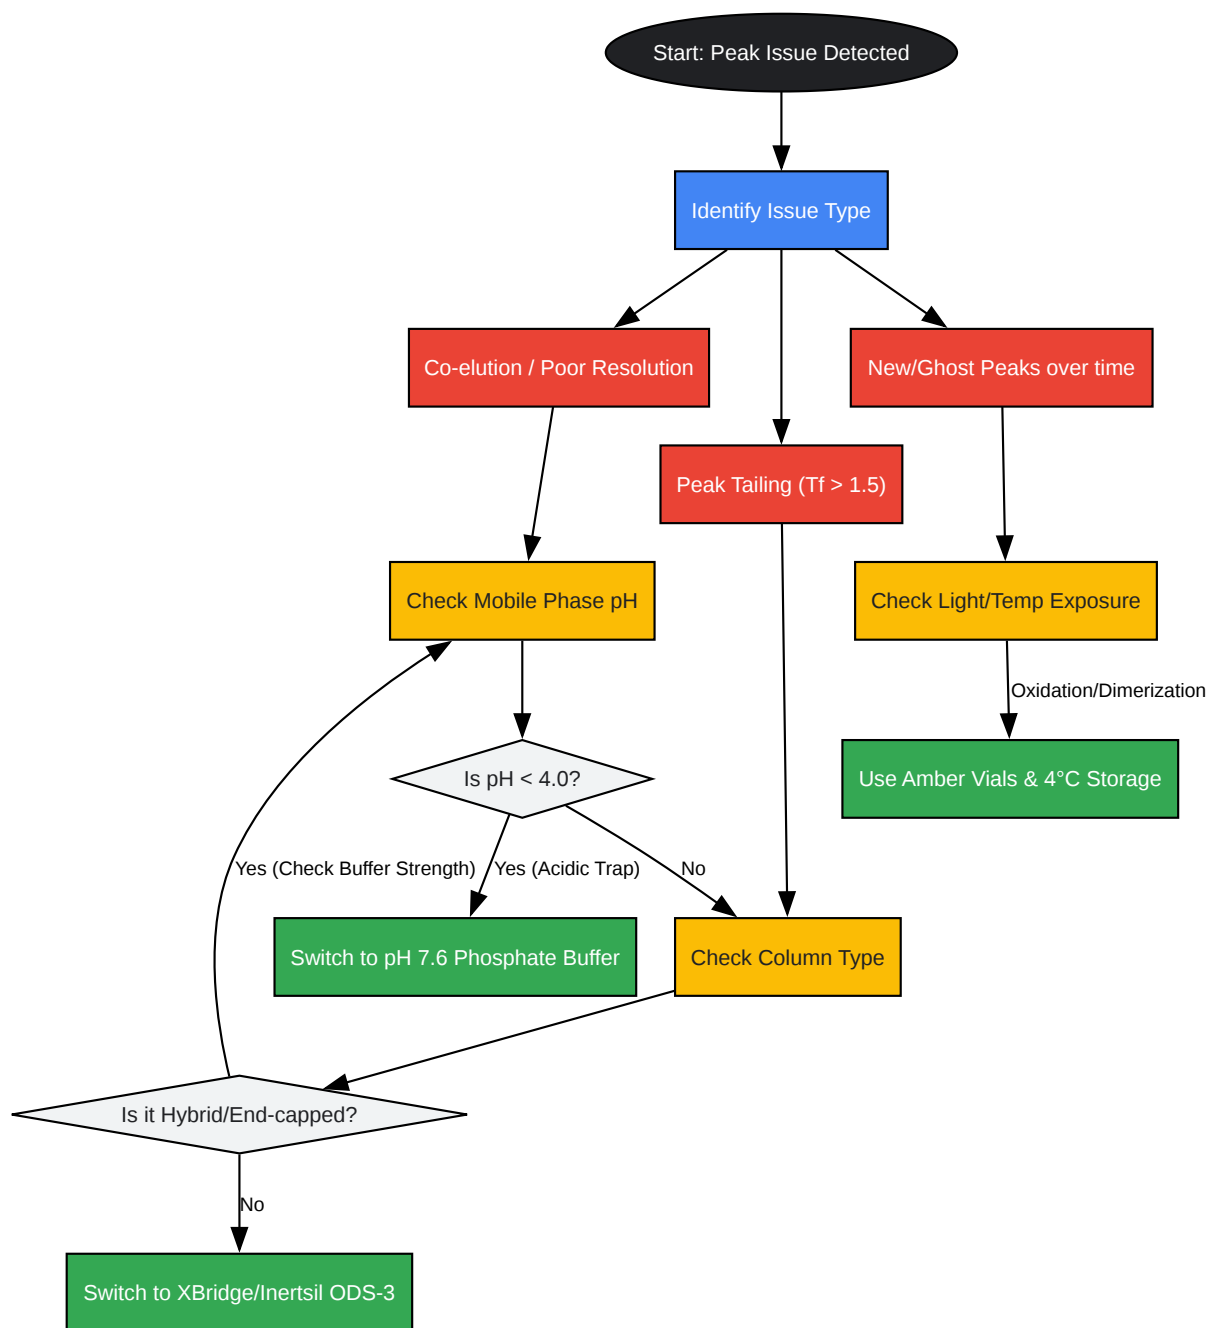 Start: Peak Issue Detected
Identify Issue Type
Co-elution / Poor Resolution
New/Ghost Peaks over time
Peak Tailing (Tf > 1.5)
Check Mobile Phase pH
Check Light/Temp Exposure
Oxidation/Dimerization
Is pH < 4.0?
Use Amber Vials & 4°C Storage
Yes (Check Buffer Strength)
Yes (Acidic Trap)
No
Switch to pH 7.6 Phosphate Buffer
Check Column Type
Is it Hybrid/End-capped?
No
Switch to XBridge/Inertsil ODS-3